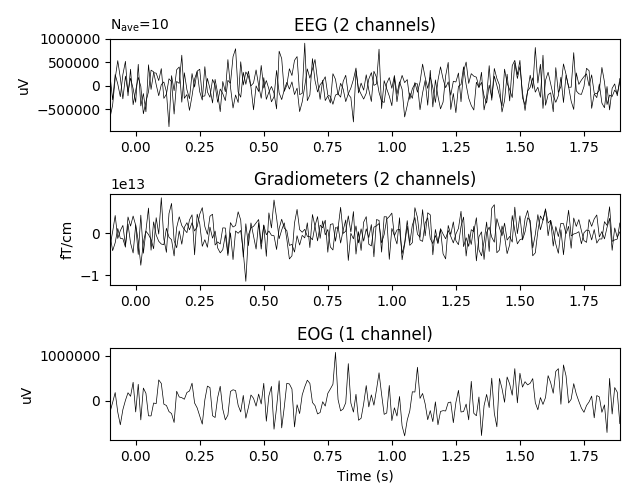 N_ave=10
EEG (2 channels)
1000000
500000
0
−500000
uV
0.00 0.25 0.50 0.75 1.00 1.25 1.50 1.75
1e13
Gradiometers (2 channels)
0
−1
fT/cm
0.00 0.25 0.50 0.75 1.00 1.25 1.50 1.75
EOG (1 channel)
1000000
0
uV
0.00 0.25 0.50 0.75 1.00 1.25 1.50 1.75
Time (s)